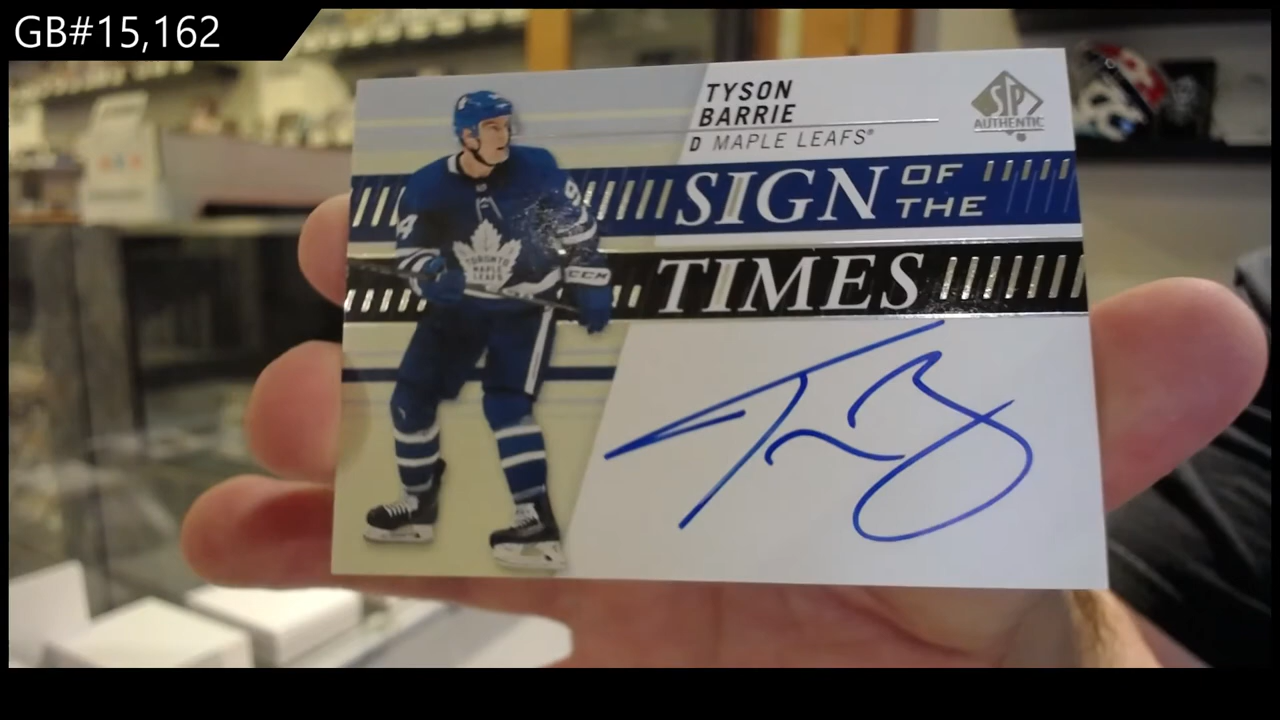 GB#15,162
TYSON
BARRIE
D MAPLE LEAFS®
SP
AUTHENTIC
SIGN OF THE
TIMES
TORONTO
MAPLE
LEAFS
CCM